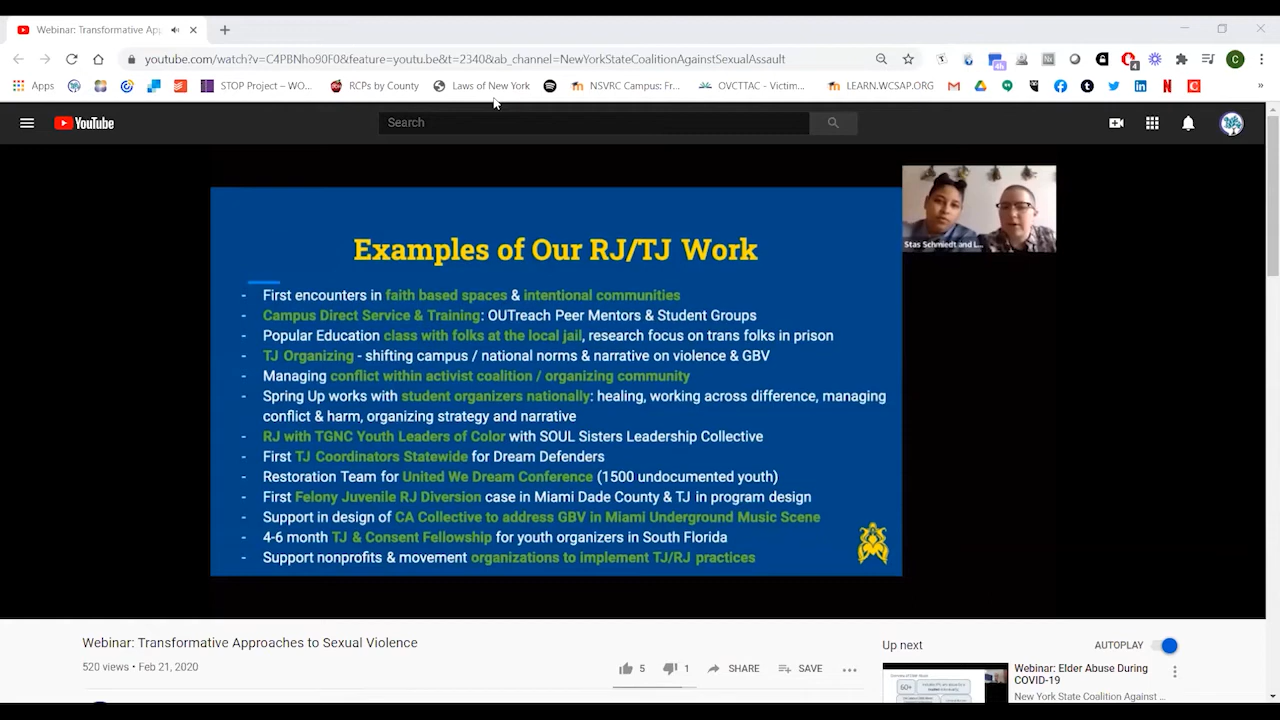 Webinar: Transformative Ap
youtube.com/watch?v=C4PBMho90F0&feature=youtube&t=2340&ab_channel=NewYorkStateCoalitionAgainstSexualAssault
4h
4
C
Apps
STOP Project – WO...
RCPs by County
Laws of New York
NSVRC Campus: Fr...
OVCTTAC - Victim...
LEARN.WCSAP.ORG
YouTube
Search
Examples of Our RJ/TJ Work
- First encounters in faith based spaces & intentional communities
- Campus Direct Service & Training: OUTreach Peer Mentors & Student Groups
- Popular Education class with folks at the local jail, research focus on trans folks in prison
- TJ Organizing - shifting campus / national norms & narrative on violence & GBV
- Managing conflict within activist coalition / organizing community
- Spring Up works with student organizers nationally: healing, working across difference, managing
conflict & harm, organizing strategy and narrative
- RJ with TGNC Youth Leaders of Color with SOUL Sisters Leadership Collective
- First TJ Coordinators Statewide for Dream Defenders
- Restoration Team for United We Dream Conference (1500 undocumented youth)
- First Felony Juvenile RJ Diversion case in Miami Dade County & TJ in program design
- Support in design of CA Collective to address GBV in Miami Underground Music Scene
- 4-6 month TJ & Consent Fellowship for youth organizers in South Florida
- Support nonprofits & movement organizations to implement TJ/RJ practices
Stas Schmiedt and L...
Webinar: Transformative Approaches to Sexual Violence
520 views • Feb 21, 2020
5
1
SHARE
SAVE
Up next
AUTOPLAY
60+
Webinar: Elder Abuse During
COVID-19
New York State Coalition Against ...